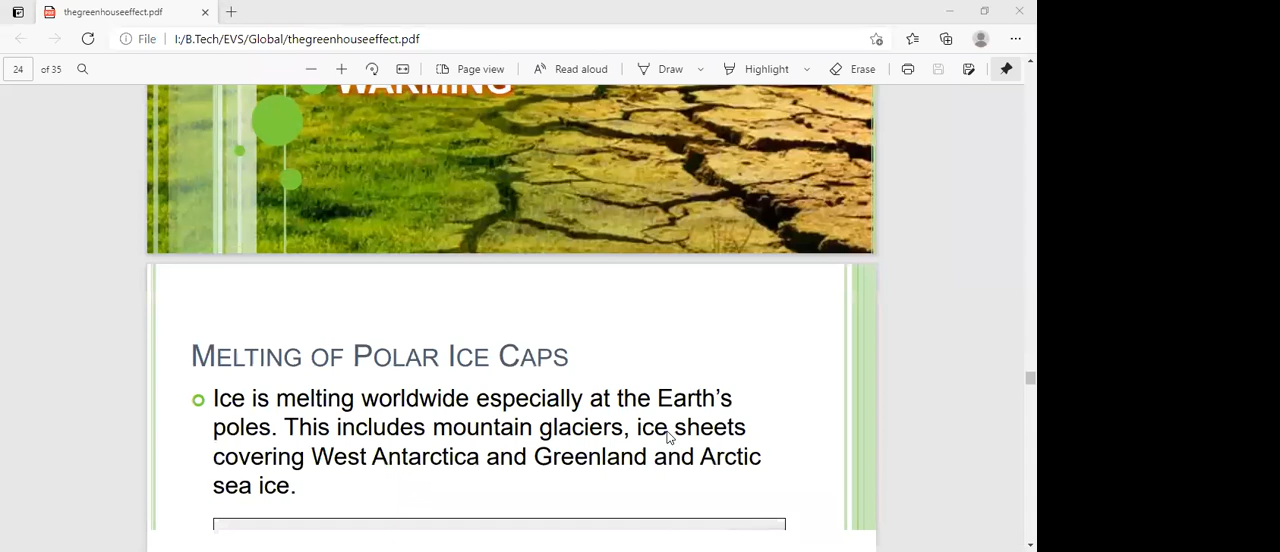 thegreenhouseeffect.pdf
File I:/B.Tech/EVS/Global/thegreenhouseeffect.pdf
24 of 35 Page view Read aloud Draw Highlight Erase
WARMING
MELTING OF POLAR ICE CAPS
Ice is melting worldwide especially at the Earth’s
poles. This includes mountain glaciers, ice sheets
covering West Antarctica and Greenland and Arctic
sea ice.